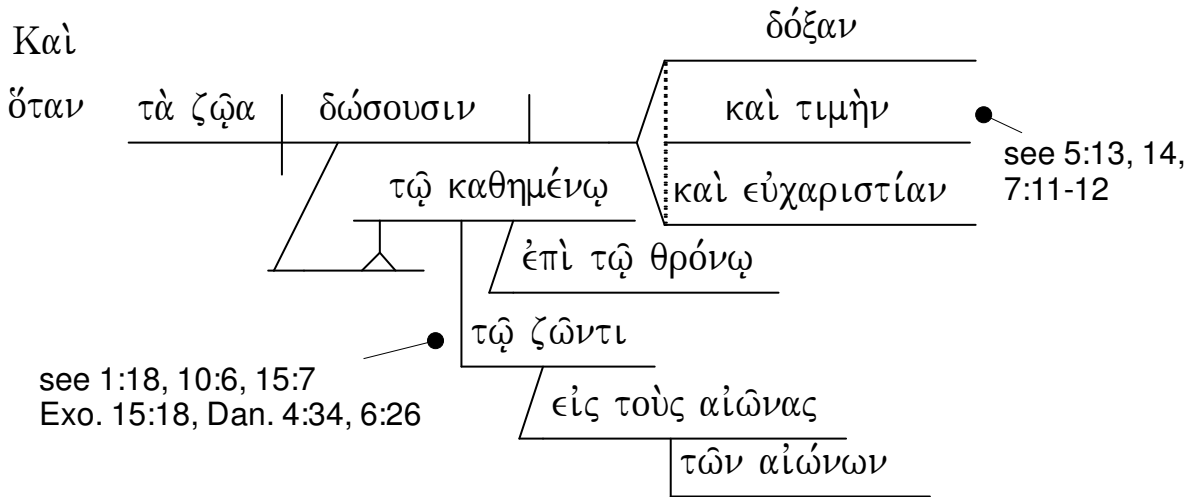 Καὶ
ὅταν
τὰ ζῷα
δώσουσιν
δόξαν
καὶ τιμὴν
καὶ εὐχαριστίαν
see 5:13, 14,
7:11-12
τῷ καθημένῳ
ἐπὶ τῷ θρόνῳ
τῷ ζῶντι
see 1:18, 10:6, 15:7
Exo. 15:18, Dan. 4:34, 6:26
εἰς τοὺς αἰῶνας
τῶν αἰώνων